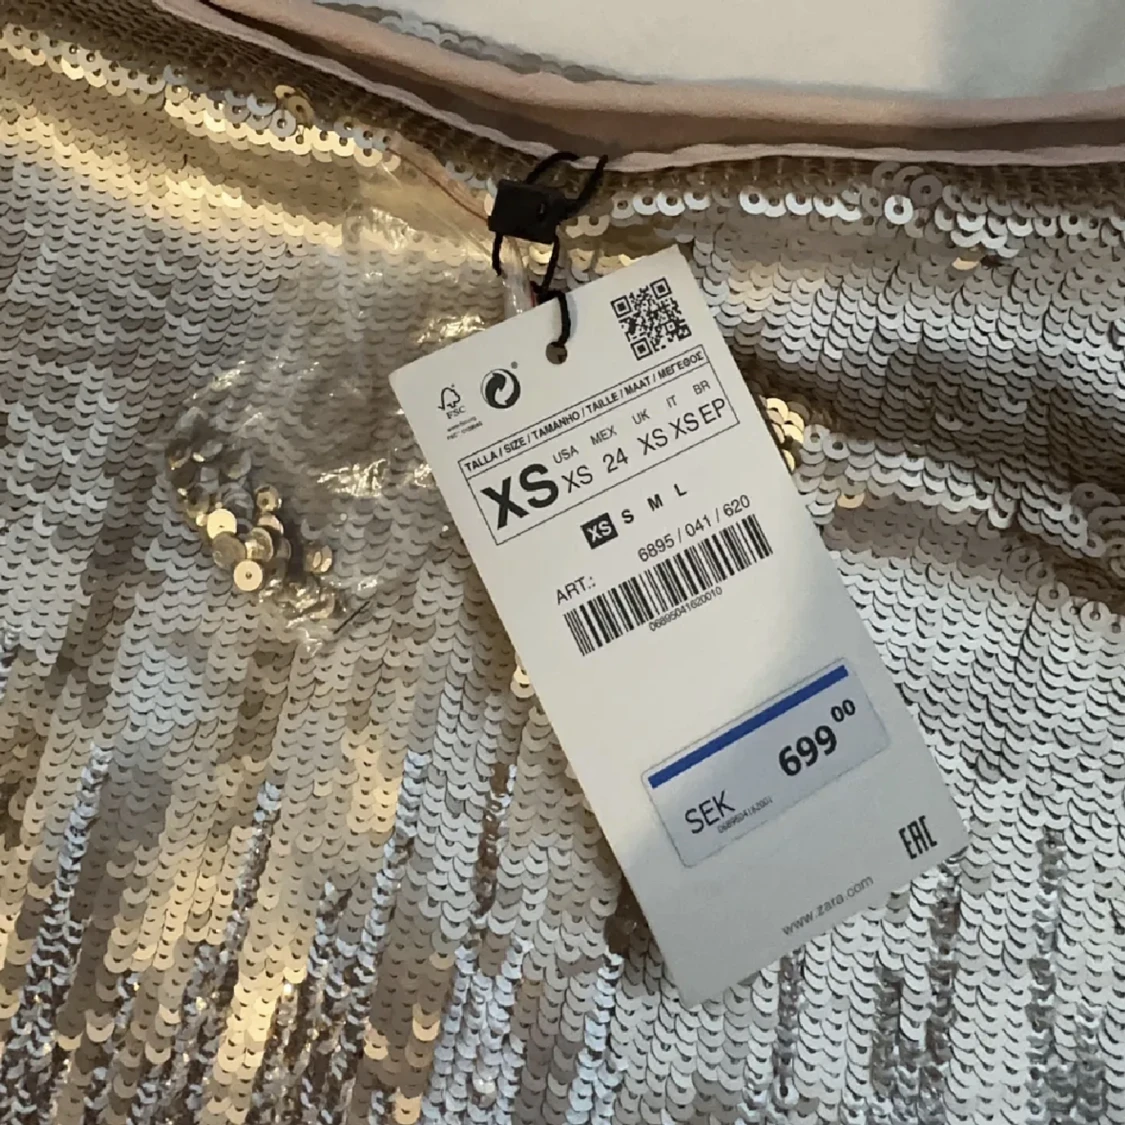 FSC
TALLA / SIZE / TAMANHO / TAILLE / MAAT / ΜΕΓΕΘΟΣ
USA MEX UK IT BR
XS XS 24 XS XS EP
XS S M L
ART.: 6895 / 041 / 620
06895041620010
699 00
SEK
EAC
www.zara.com